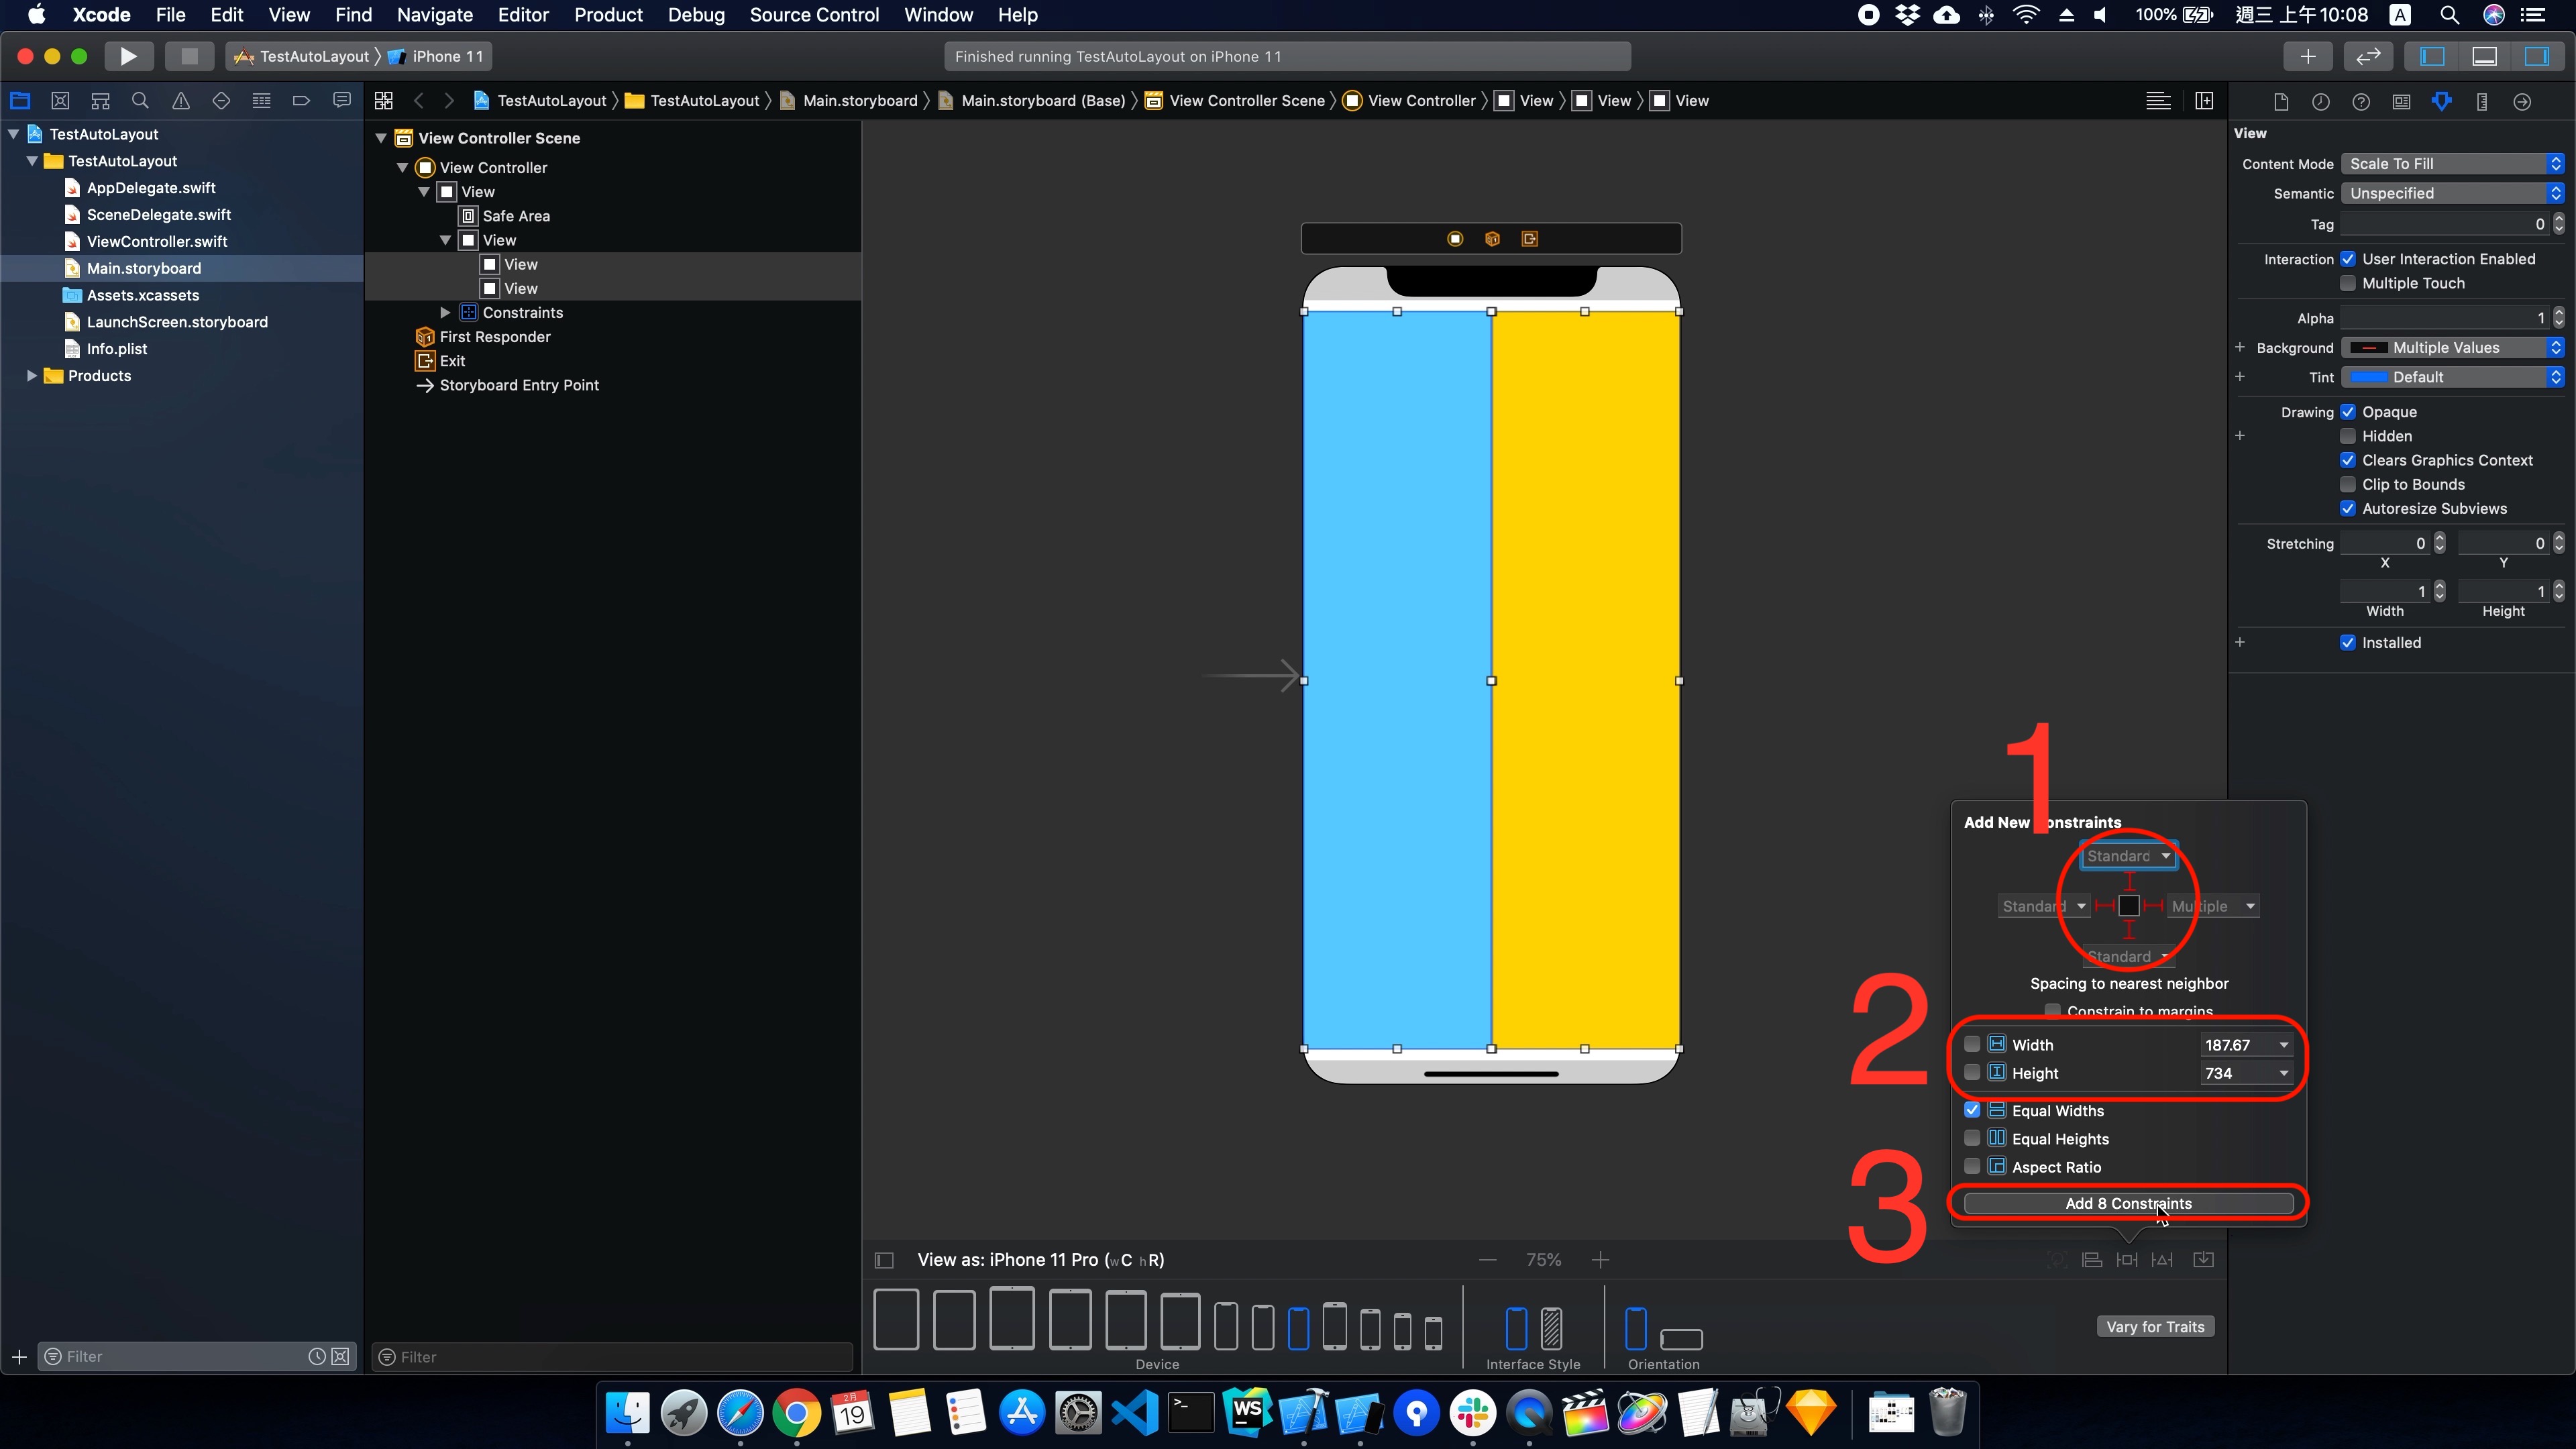 Xcode File Edit View Find Navigate Editor Product Debug Source Control Window Help
100% 週三 上午10:08 A
TestAutoLayout iPhone 11
Finished running TestAutoLayout on iPhone 11
TestAutoLayout TestAutoLayout Main.storyboard Main.storyboard (Base) View Controller Scene View Controller View View View
TestAutoLayout
TestAutoLayout
AppDelegate.swift
SceneDelegate.swift
ViewController.swift
Main.storyboard
Assets.xcassets
LaunchScreen.storyboard
Info.plist
Products
Filter
View Controller Scene
View Controller
View
Safe Area
View
View
View
Constraints
First Responder
Exit
Storyboard Entry Point
Filter
1
2
3
Add New onstraints
Standard
Standard
Multiple
Standard
Spacing to nearest neighbor
Constrain to margins
Width 187.67
Height 734
Equal Widths
Equal Heights
Aspect Ratio
Add 8 Constraints
View as: iPhone 11 Pro (wC hR)
75%
Device
Interface Style
Orientation
Vary for Traits
View
Content Mode Scale To Fill
Semantic Unspecified
Tag 0
Interaction User Interaction Enabled
Multiple Touch
Alpha 1
+ Background Multiple Values
+ Tint Default
Drawing Opaque
+ Hidden
Clears Graphics Context
Clip to Bounds
Autoresize Subviews
Stretching 0 0
X Y
1 1
Width Height
+ Installed
2月
19
>_
WS